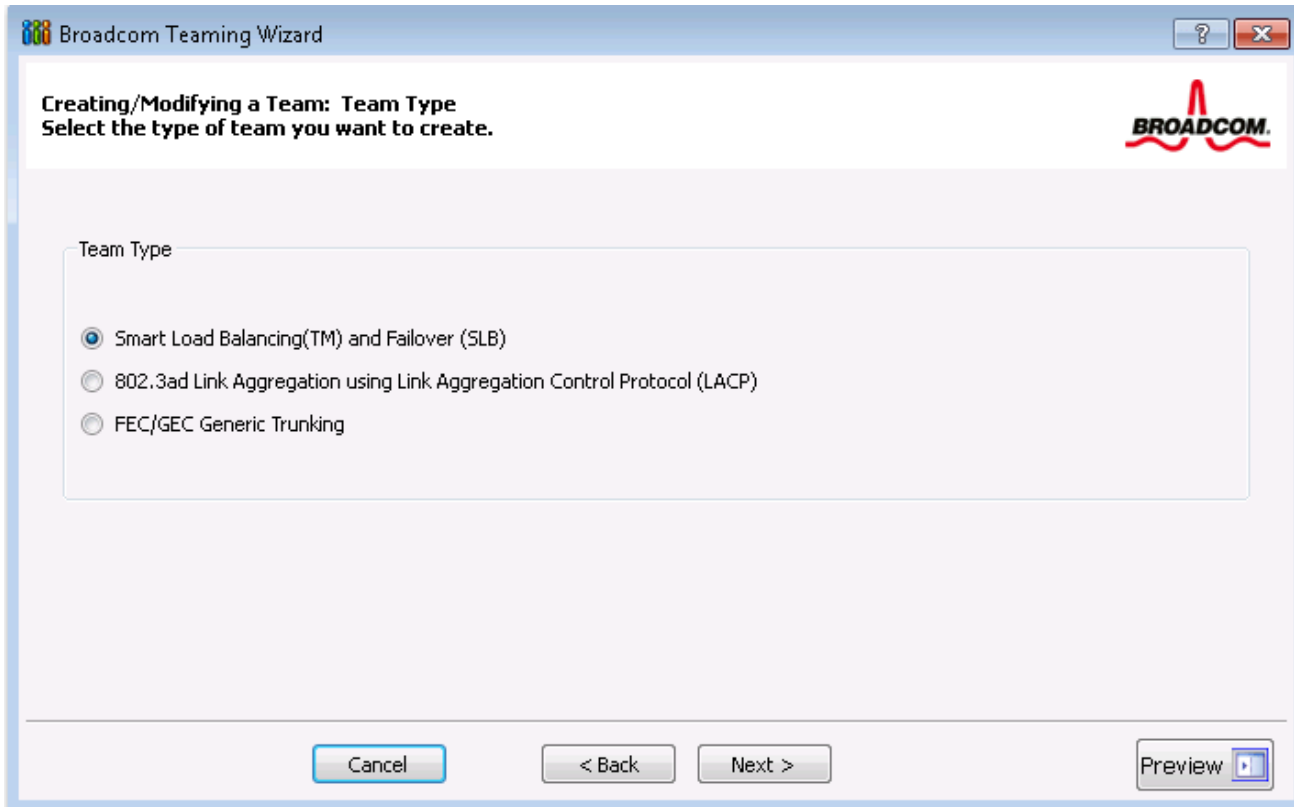 Broadcom Teaming Wizard
Creating/Modifying a Team: Team Type
Select the type of team you want to create.
BROADCOM.
Team Type
Smart Load Balancing(TM) and Failover (SLB)
802.3ad Link Aggregation using Link Aggregation Control Protocol (LACP)
FEC/GEC Generic Trunking
Cancel
< Back
Next >
Preview